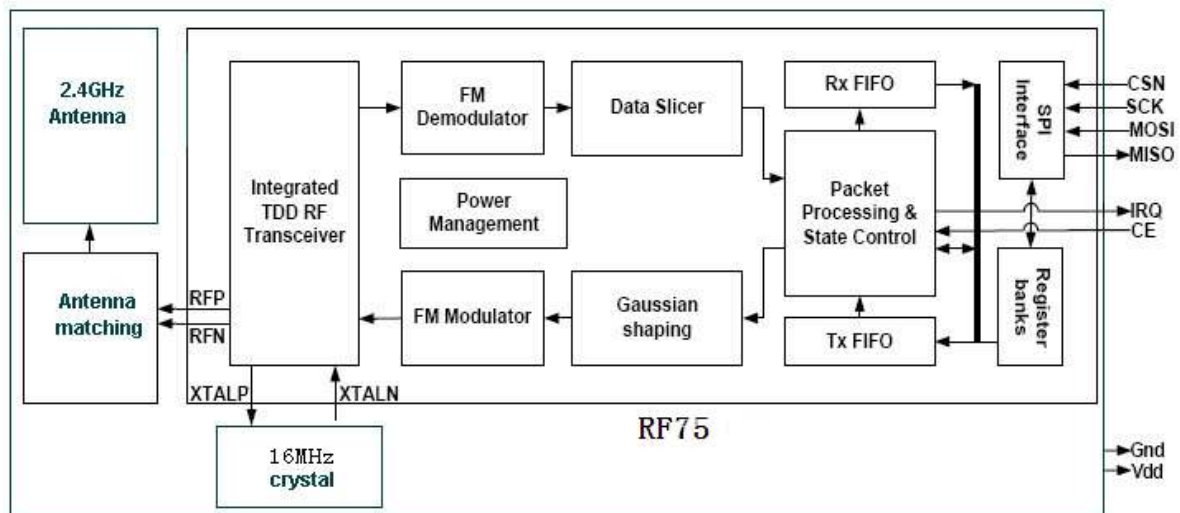 2.4GHz
Antenna
Antenna
matching
RFP
RFN
XTALP
XTALN
16MHz
crystal
Integrated
TDD RF
Transceiver
FM
Demodulator
Data Slicer
Power
Management
FM Modulator
Gaussian
shaping
Rx FIFO
Packet
Processing &
State Control
Tx FIFO
SPI
Interface
Register
banks
CSN
SCK
MOSI
MISO
IRQ
CE
RF75
Gnd
Vdd